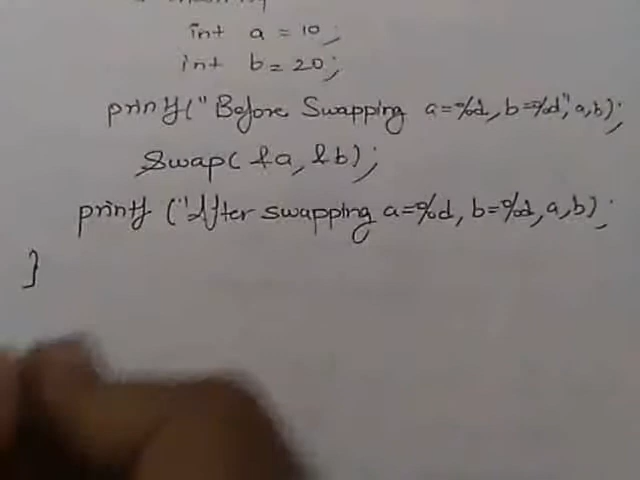 int a = 10;
int b = 20;
printf("Before Swapping a=%d, b=%d", a,b);
Swap( &a, &b);
printf ("After swapping a=%d, b=%d, a,b);
}